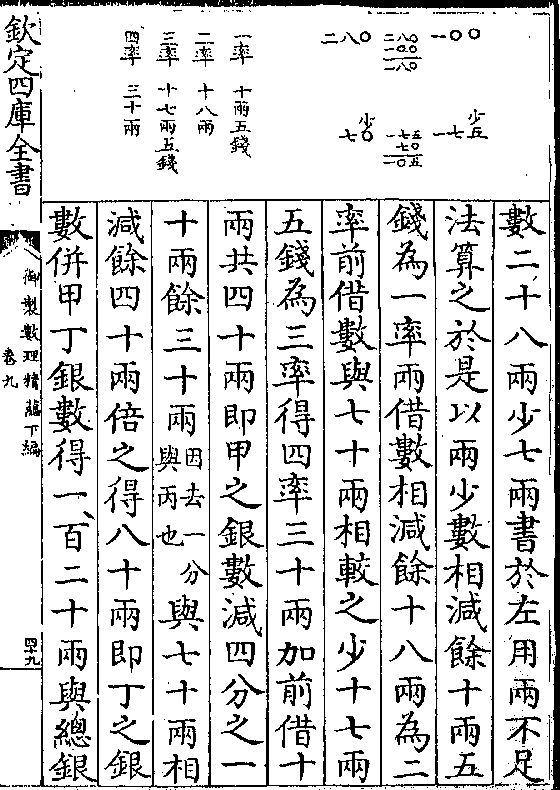 一〇〇
少
一七五
二八〇
一〇〇
一八〇
一七五
七〇
一〇五
二八〇
少
七〇
一率 十兩五錢
二率 十八兩
三率 十七兩五錢
四率 三十兩
數二十八兩少七兩書於左用兩不足
法算之於是以兩少數相減餘十兩五
錢為一率兩借數相減餘十八兩為二
率前借數與七十兩相較之少十七兩
五錢為三率得四率三十兩加前借十
兩共四十兩即甲之銀數減四分之一
十兩餘三十兩因去一分與丙也與七十兩相
減餘四十兩倍之得八十兩即丁之銀
數併甲丁銀數得一百二十兩與總銀
欽定四庫全書
御製數理精藴下編
卷九
四十九